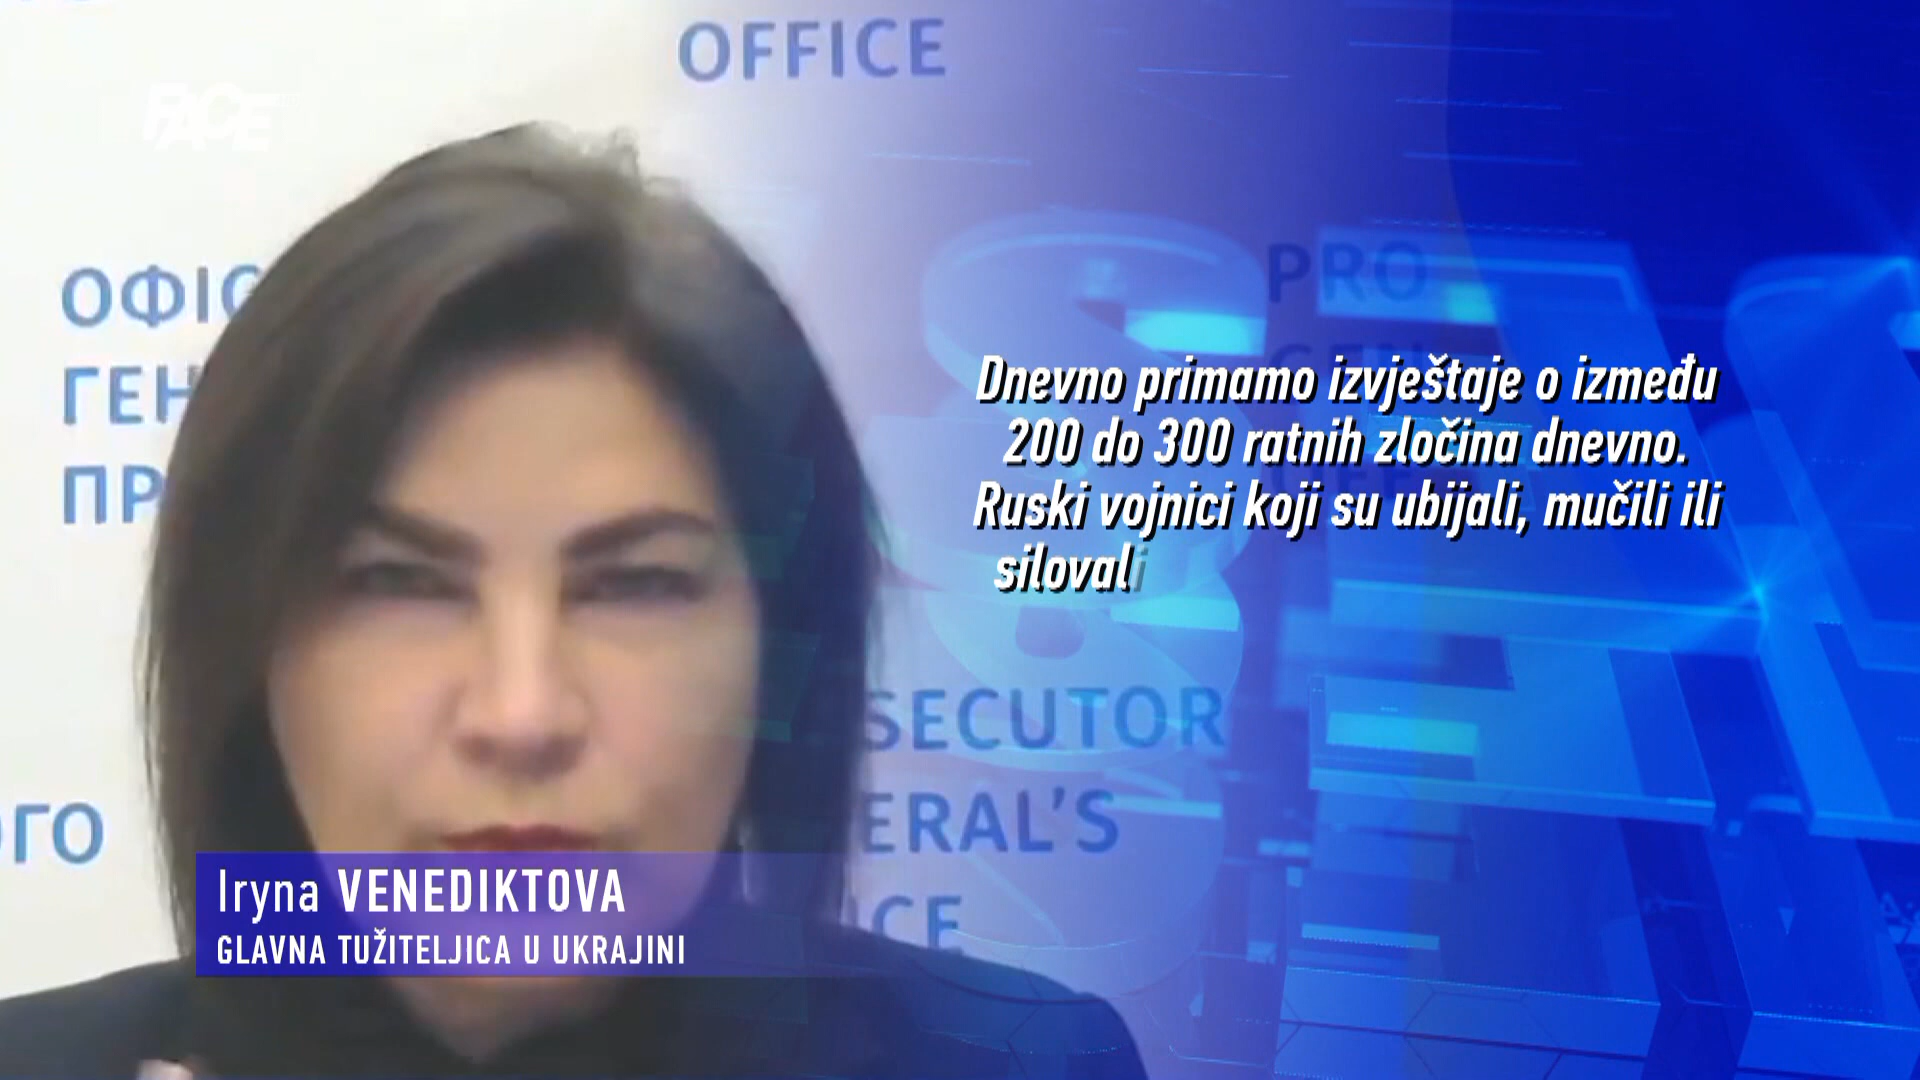 OFFICE
FACE
ОФІС
ГЕН
ПР
PRO
GEN
Dnevno primamo izvještaje o između
200 do 300 ratnih zločina dnevno.
Ruski vojnici koji su ubijali, mučili ili
silovali
SECUTOR
ОГО
ERAL'S
ICE
Iryna VENEDIKTOVA
GLAVNA TUŽITELJICA U UKRAJINI